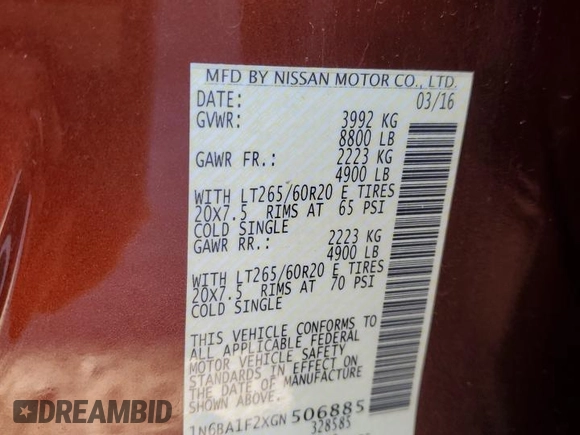 MFD BY NISSAN MOTOR CO., LTD.
DATE: 03/16
GVWR: 3992 KG
8800 LB
GAWR FR.: 2223 KG
4900 LB
WITH LT265/60R20 E TIRES
20X7.5 RIMS AT 65 PSI
COLD SINGLE
GAWR RR.: 2223 KG
4900 LB
WITH LT265/60R20 E TIRES
20X7.5 RIMS AT 70 PSI
COLD SINGLE
THIS VEHICLE CONFORMS TO
ALL APPLICABLE FEDERAL
MOTOR VEHICLE SAFETY
STANDARDS IN EFFECT ON
THE DATE OF MANUFACTURE
SHOWN ABOVE.
1N6BA1F2XGN506885
328585
DREAMBID